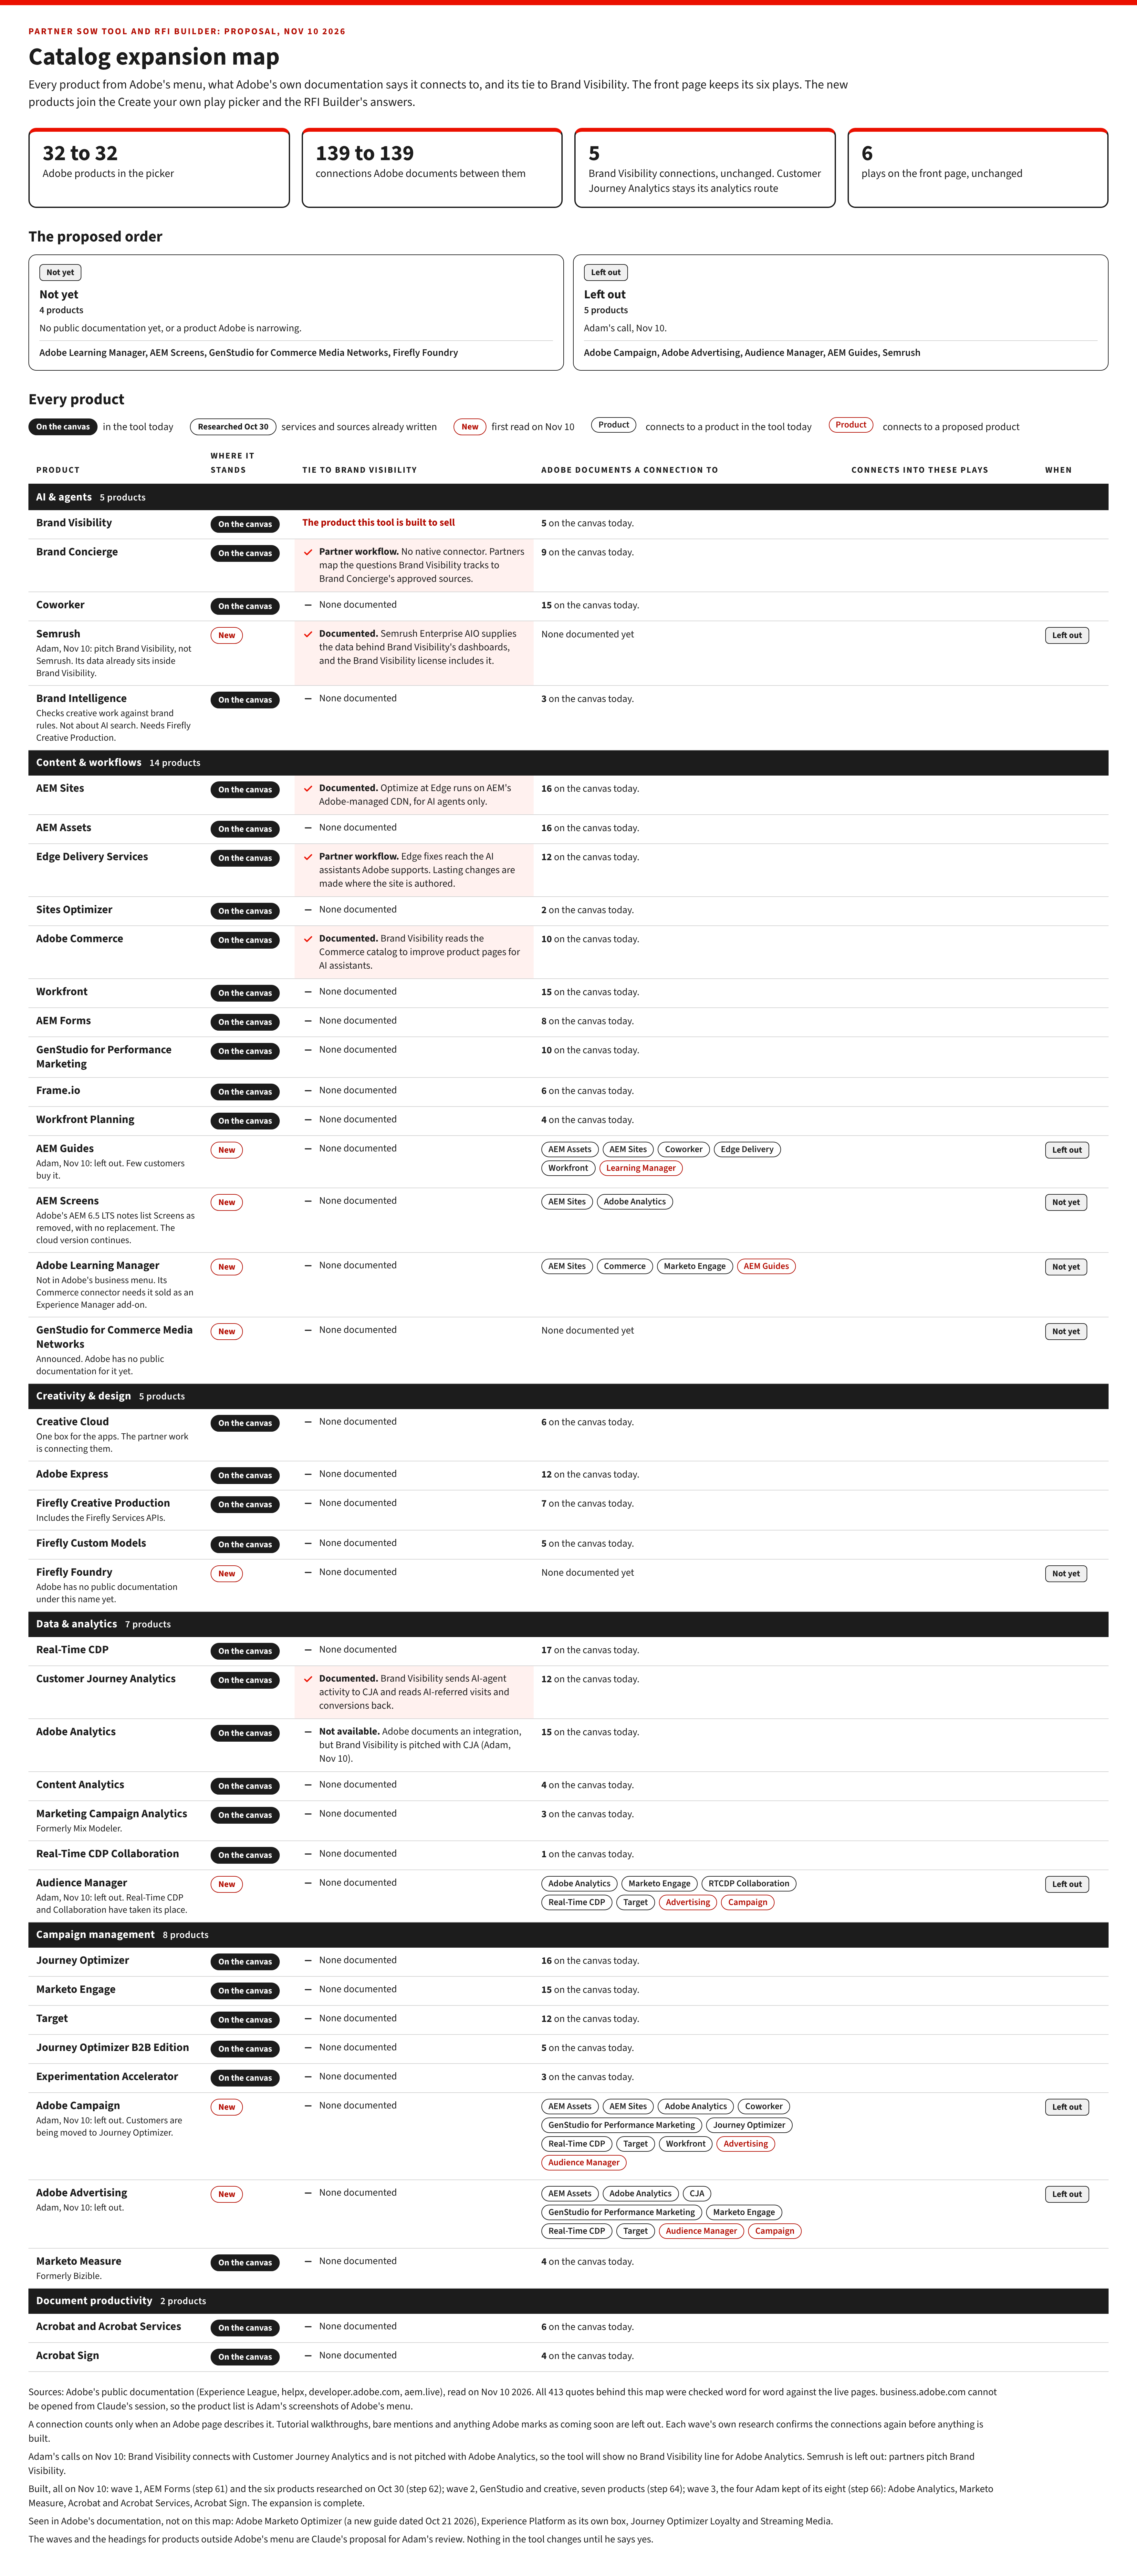 PARTNER SOW TOOL AND RFI BUILDER: PROPOSAL, NOV 10 2026
Catalog expansion map
Every product from Adobe's menu, what Adobe's own documentation says it connects to, and its tie to Brand Visibility. The front page keeps its six plays. The new
products join the Create your own play picker and the RFI Builder's answers.
32 to 32
Adobe products in the picker
139 to 139
connections Adobe documents between them
5
Brand Visibility connections, unchanged. Customer
Journey Analytics stays its analytics route
6
plays on the front page, unchanged
The proposed order
Not yet
Not yet
4 products
No public documentation yet, or a product Adobe is narrowing.
Adobe Learning Manager, AEM Screens, GenStudio for Commerce Media Networks, Firefly Foundry
Left out
Left out
5 products
Adam's call, Nov 10.
Adobe Campaign, Adobe Advertising, Audience Manager, AEM Guides, Semrush
Every product
On the canvas in the tool today Researched Oct 30 services and sources already written New first read on Nov 10 Product connects to a product in the tool today Product connects to a proposed product
PRODUCT WHERE IT STANDS TIE TO BRAND VISIBILITY ADOBE DOCUMENTS A CONNECTION TO CONNECTS INTO THESE PLAYS WHEN
AI & agents 5 products
Brand Visibility On the canvas The product this tool is built to sell 5 on the canvas today.
Brand Concierge On the canvas Partner workflow. No native connector. Partners
map the questions Brand Visibility tracks to
Brand Concierge's approved sources.
9 on the canvas today.
Coworker On the canvas – None documented 15 on the canvas today.
Semrush
Adam, Nov 10: pitch Brand Visibility, not
Semrush. Its data already sits inside
Brand Visibility.
New
Documented. Semrush Enterprise AIO supplies
the data behind Brand Visibility's dashboards,
and the Brand Visibility license includes it.
None documented yet
Left out
Brand Intelligence
Checks creative work against brand
rules. Not about AI search. Needs Firefly
Creative Production.
On the canvas – None documented 3 on the canvas today.
Content & workflows 14 products
AEM Sites On the canvas Documented. Optimize at Edge runs on AEM's
Adobe-managed CDN, for AI agents only.
16 on the canvas today.
AEM Assets On the canvas – None documented 16 on the canvas today.
Edge Delivery Services On the canvas Partner workflow. Edge fixes reach the AI
assistants Adobe supports. Lasting changes are
made where the site is authored.
12 on the canvas today.
Sites Optimizer On the canvas – None documented 2 on the canvas today.
Adobe Commerce On the canvas Documented. Brand Visibility reads the
Commerce catalog to improve product pages for
AI assistants.
10 on the canvas today.
Workfront On the canvas – None documented 15 on the canvas today.
AEM Forms On the canvas – None documented 8 on the canvas today.
GenStudio for Performance
Marketing
On the canvas – None documented 10 on the canvas today.
Frame.io On the canvas – None documented 6 on the canvas today.
Workfront Planning On the canvas – None documented 4 on the canvas today.
AEM Guides
Adam, Nov 10: left out. Few customers
buy it.
New – None documented
AEM Assets AEM Sites Coworker Edge Delivery
Workfront Learning Manager
Left out
AEM Screens
Adobe's AEM 6.5 LTS notes list Screens as
removed, with no replacement. The
cloud version continues.
New – None documented
AEM Sites Adobe Analytics
Not yet
Adobe Learning Manager
Not in Adobe's business menu. Its
Commerce connector needs it sold as an
Experience Manager add-on.
New – None documented
AEM Sites Commerce Marketo Engage AEM Guides
Not yet
GenStudio for Commerce Media
Networks
Announced. Adobe has no public
documentation for it yet.
New – None documented None documented yet Not yet
Creativity & design 5 products
Creative Cloud
One box for the apps. The partner work
is connecting them.
On the canvas – None documented 6 on the canvas today.
Adobe Express On the canvas – None documented 12 on the canvas today.
Firefly Creative Production
Includes the Firefly Services APIs.
On the canvas – None documented 7 on the canvas today.
Firefly Custom Models On the canvas – None documented 5 on the canvas today.
Firefly Foundry
Adobe has no public documentation
under this name yet.
New – None documented None documented yet Not yet
Data & analytics 7 products
Real-Time CDP On the canvas – None documented 17 on the canvas today.
Customer Journey Analytics On the canvas Documented. Brand Visibility sends AI-agent
activity to CJA and reads AI-referred visits and
conversions back.
12 on the canvas today.
Adobe Analytics On the canvas – Not available. Adobe documents an integration,
but Brand Visibility is pitched with CJA (Adam,
Nov 10).
15 on the canvas today.
Content Analytics On the canvas – None documented 4 on the canvas today.
Marketing Campaign Analytics
Formerly Mix Modeler.
On the canvas – None documented 3 on the canvas today.
Real-Time CDP Collaboration On the canvas – None documented 1 on the canvas today.
Audience Manager
Adam, Nov 10: left out. Real-Time CDP
and Collaboration have taken its place.
New – None documented
Adobe Analytics Marketo Engage RTCDP Collaboration
Real-Time CDP Target Advertising Campaign
Left out
Campaign management 8 products
Journey Optimizer On the canvas – None documented 16 on the canvas today.
Marketo Engage On the canvas – None documented 15 on the canvas today.
Target On the canvas – None documented 12 on the canvas today.
Journey Optimizer B2B Edition On the canvas – None documented 5 on the canvas today.
Experimentation Accelerator On the canvas – None documented 3 on the canvas today.
Adobe Campaign
Adam, Nov 10: left out. Customers are
being moved to Journey Optimizer.
New – None documented
AEM Assets AEM Sites Adobe Analytics Coworker
GenStudio for Performance Marketing Journey Optimizer
Real-Time CDP Target Workfront Advertising
Audience Manager
Left out
Adobe Advertising
Adam, Nov 10: left out.
New – None documented
AEM Assets Adobe Analytics CJA
GenStudio for Performance Marketing Marketo Engage
Real-Time CDP Target Audience Manager Campaign
Left out
Marketo Measure
Formerly Bizible.
On the canvas – None documented 4 on the canvas today.
Document productivity 2 products
Acrobat and Acrobat Services On the canvas – None documented 6 on the canvas today.
Acrobat Sign On the canvas – None documented 4 on the canvas today.
Sources: Adobe's public documentation (Experience League, helpx, developer.adobe.com, aem.live), read on Nov 10 2026. All 413 quotes behind this map were checked word for word against the live pages. business.adobe.com cannot
be opened from Claude's session, so the product list is Adam's screenshots of Adobe's menu.
A connection counts only when an Adobe page describes it. Tutorial walkthroughs, bare mentions and anything Adobe marks as coming soon are left out. Each wave's own research confirms the connections again before anything is
built.
Adam's calls on Nov 10: Brand Visibility connects with Customer Journey Analytics and is not pitched with Adobe Analytics, so the tool will show no Brand Visibility line for Adobe Analytics. Semrush is left out: partners pitch Brand
Visibility.
Built, all on Nov 10: wave 1, AEM Forms (step 61) and the six products researched on Oct 30 (step 62); wave 2, GenStudio and creative, seven products (step 64); wave 3, the four Adam kept of its eight (step 66): Adobe Analytics, Marketo
Measure, Acrobat and Acrobat Services, Acrobat Sign. The expansion is complete.
Seen in Adobe's documentation, not on this map: Adobe Marketo Optimizer (a new guide dated Oct 21 2026), Experience Platform as its own box, Journey Optimizer Loyalty and Streaming Media.
The waves and the headings for products outside Adobe's menu are Claude's proposal for Adam's review. Nothing in the tool changes until he says yes.